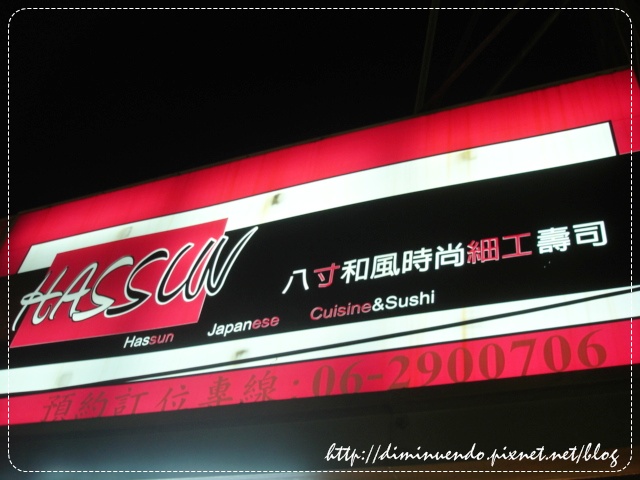 HASSUN
八寸和風時尚細工壽司
Hassun Japanese Cuisine&Sushi
預約訂位專線:06-2900706
http://diminuendo.pixnet.net/blog